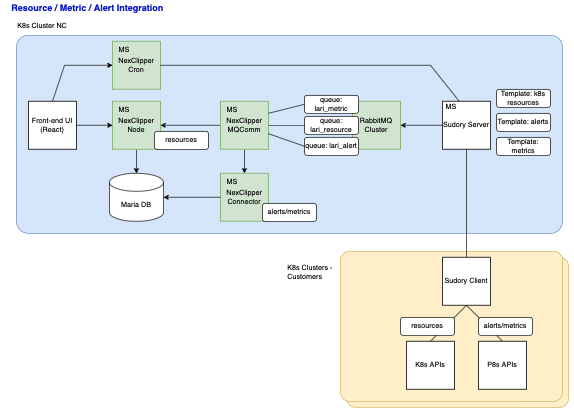 Resource / Metric / Alert Integration
K8s Cluster NC
MS
NexClipper
Cron
Front-end UI
(React)
MS
NexClipper
Node
resources
MS
NexClipper
MQComm
queue:
lari_metric
queue:
lari_resource
queue: lari_alert
RabbitMQ
Cluster
MS
Sudory Server
Template: k8s
resources
Template: alerts
Template:
metrics
Maria DB
MS
NexClipper
Connector
alerts/metrics
K8s Clusters -
Customers
Sudory Client
resources
alerts/metrics
K8s APIs
P8s APIs